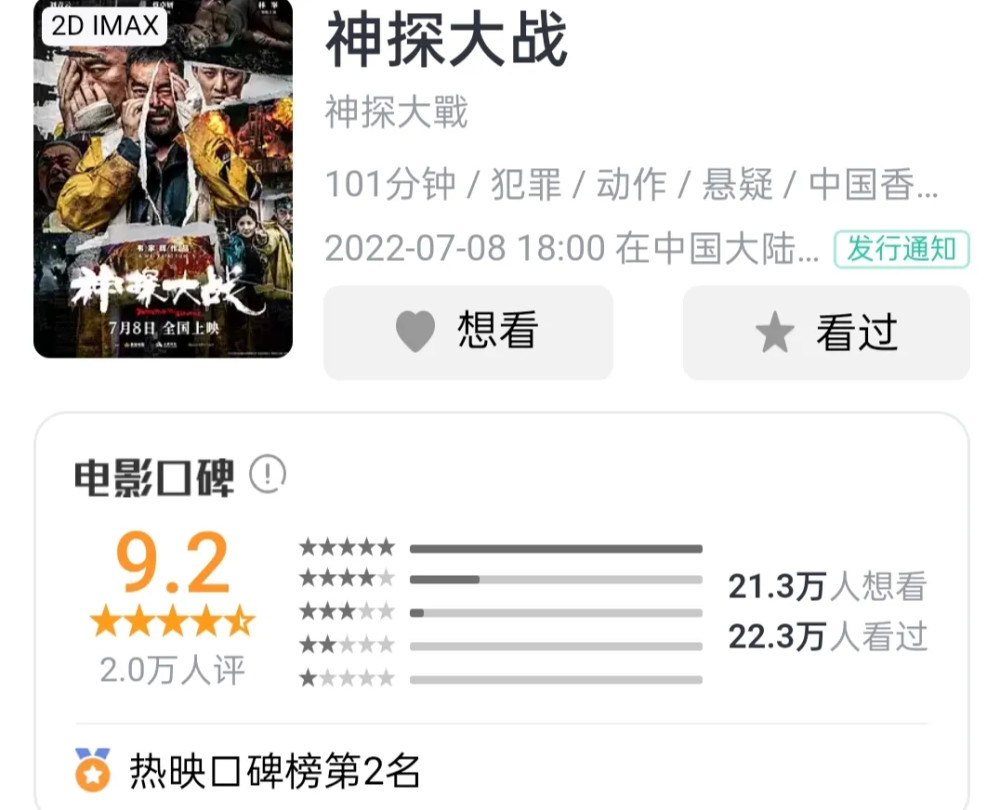 2D IMAX
神探大战
神探大戰
101分钟 / 犯罪 / 动作 / 悬疑 / 中国香...
2022-07-08 18:00 在中国大陆... 发行通知
想看
看过
神探大战
7月8日 全国上映
电影口碑
9.2
2.0万人评
21.3万人想看
22.3万人看过
热映口碑榜第2名